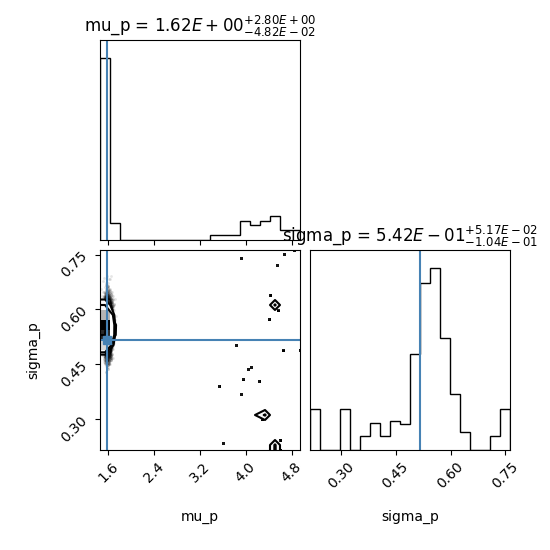 mu_p = 1.62E + 00+2.80E + 00 −4.82E − 02
sigma_p = 5.42E − 01+5.17E − 02 −1.04E − 01
0.75
0.60
0.45
0.30
sigma_p
1.6 2.4 3.2 4.0 4.8
0.30 0.45 0.60 0.75
mu_p
sigma_p